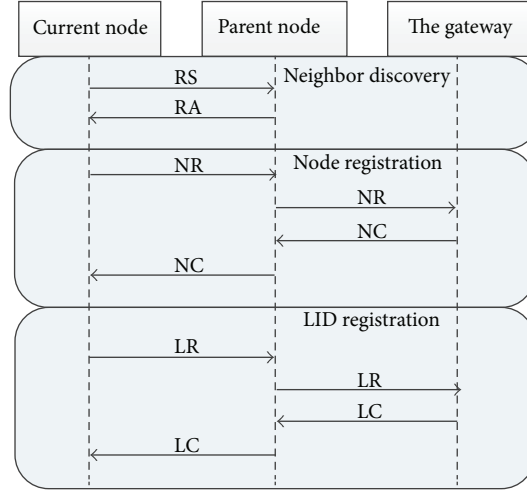 Current node
Parent node
The gateway
Neighbor discovery
RS
RA
Node registration
NR
NR
NC
NC
LID registration
LR
LR
LC
LC